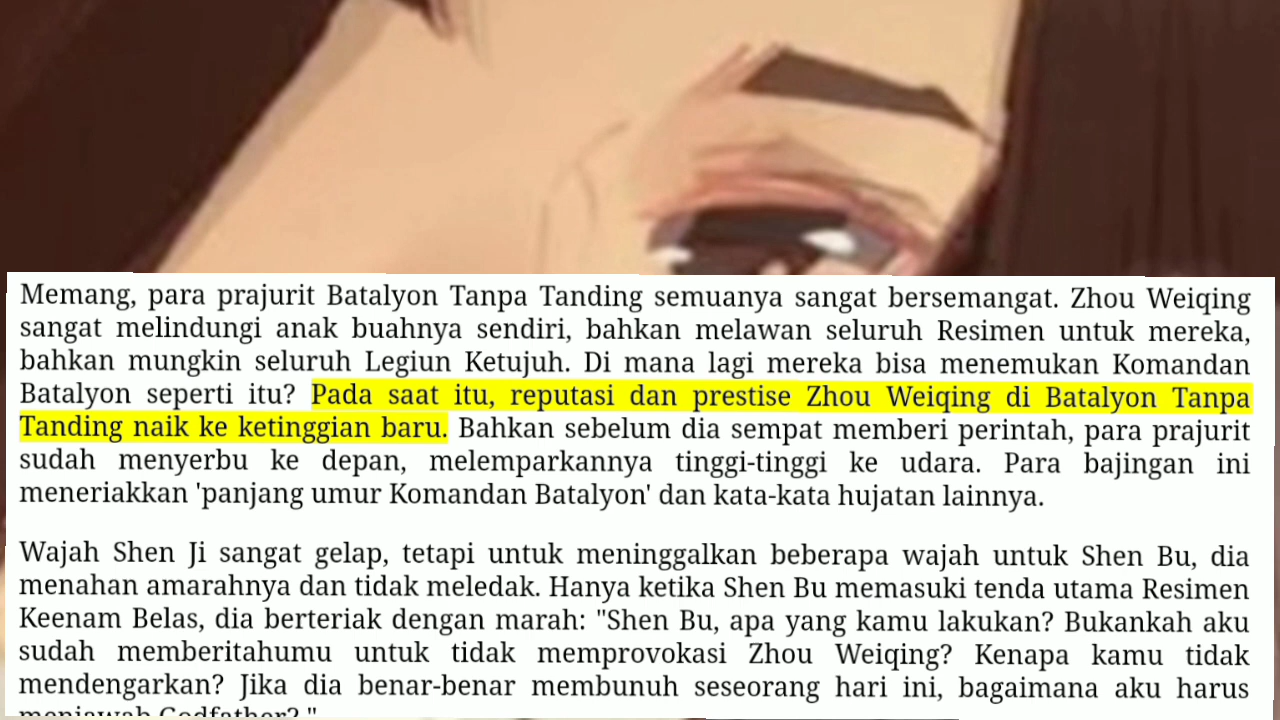 Memang, para prajurit Batalyon Tanpa Tanding semuanya sangat bersemangat. Zhou Weiqing
sangat melindungi anak buahnya sendiri, bahkan melawan seluruh Resimen untuk mereka,
bahkan mungkin seluruh Legiun Ketujuh. Di mana lagi mereka bisa menemukan Komandan
Batalyon seperti itu? Pada saat itu, reputasi dan prestise Zhou Weiqing di Batalyon Tanpa
Tanding naik ke ketinggian baru. Bahkan sebelum dia sempat memberi perintah, para prajurit
sudah menyerbu ke depan, melemparkannya tinggi-tinggi ke udara. Para bajingan ini
meneriakkan 'panjang umur Komandan Batalyon' dan kata-kata hujatan lainnya.
Wajah Shen Ji sangat gelap, tetapi untuk meninggalkan beberapa wajah untuk Shen Bu, dia
menahan amarahnya dan tidak meledak. Hanya ketika Shen Bu memasuki tenda utama Resimen
Keenam Belas, dia berteriak dengan marah: "Shen Bu, apa yang kamu lakukan? Bukankah aku
sudah memberitahumu untuk tidak memprovokasi Zhou Weiqing? Kenapa kamu tidak
mendengarkan? Jika dia benar-benar membunuh seseorang hari ini, bagaimana aku harus
menjawab Godfather? "